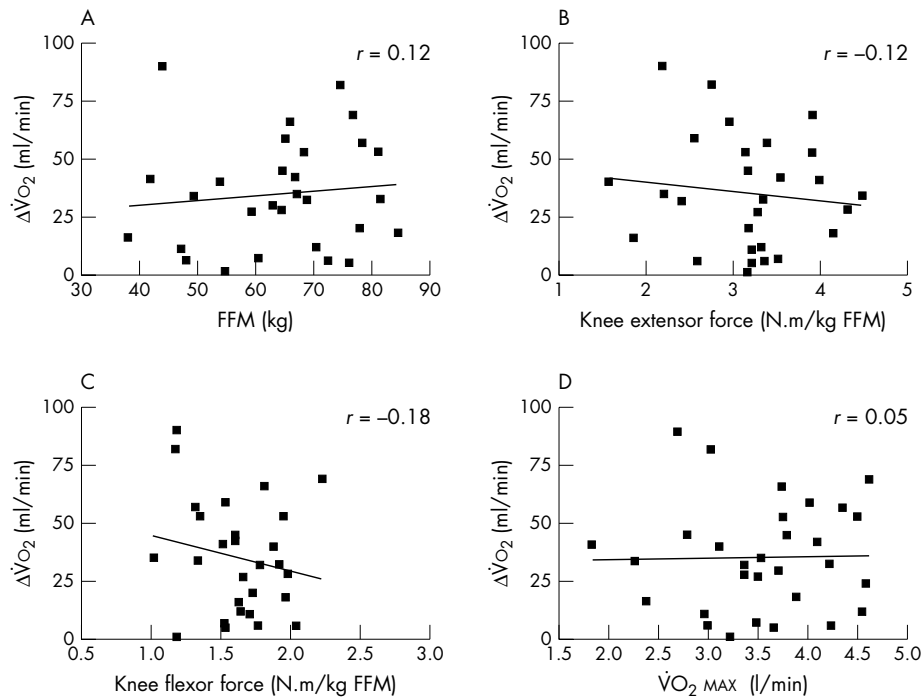 A
r = 0.12
100
75
50
25
0
ΔV̇O₂ (ml/min)
30 40 50 60 70 80 90
FFM (kg)
B
r = –0.12
100
75
50
25
0
ΔV̇O₂ (ml/min)
1 2 3 4 5
Knee extensor force (N.m/kg FFM)
C
r = –0.18
100
75
50
25
0
ΔV̇O₂ (ml/min)
0.5 1.0 1.5 2.0 2.5 3.0
Knee flexor force (N.m/kg FFM)
D
r = 0.05
100
75
50
25
0
ΔV̇O₂ (ml/min)
1.5 2.0 2.5 3.0 3.5 4.0 4.5 5.0
V̇O₂ MAX (l/min)